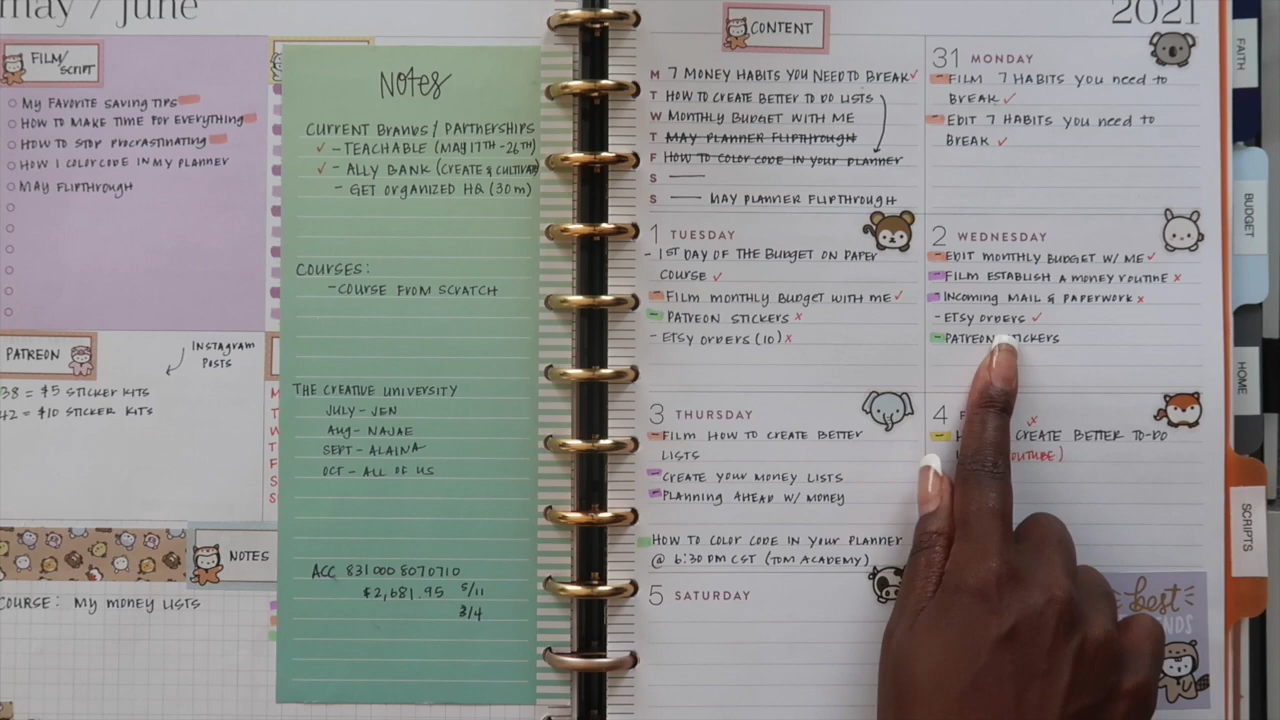 may / june
FILM/
SCRIPT
MY FAVORITE SAVING TIPS
HOW TO MAKE TIME FOR EVERYTHING
HOW TO STOP PROCRASTINATING
HOW I COLOR CODE IN MY PLANNER
MAY FLIPTHROUGH
PATREON
INSTAGRAM
POSTS
38 = $5 STICKER KITS
42 = $10 STICKER KITS
M
T
W
T
F
S
S
NOTES
COURSE: MY MONEY LISTS
Notes
CURRENT BRANDS / PARTNERSHIPS
✓ - TEACHABLE (MAY 17TH - 26TH)
✓ - ALLY BANK (CREATE & CULTIVATE
- GET ORGANIZED HQ (30 m)
COURSES:
- COURSE FROM SCRATCH
THE CREATIVE UNIVERSITY
JULY - JEN
AUG - NAJAE
SEPT - ALAINA
OCT - ALL OF US
ACC 831000 8070710
$2,681.95 5/11
3/4
CONTENT
M 7 MONEY HABITS YOU NEED TO BREAK ✓
T HOW TO CREATE BETTER TO DO LISTS
W MONTHLY BUDGET WITH ME
T MAY PLANNER FLIPTHROUGH
F HOW TO COLOR CODE IN YOUR PLANNER
S
S MAY PLANNER FLIPTHROUGH
1 TUESDAY
- 1ST DAY OF THE BUDGET ON PAPER
COURSE ✓
- FILM MONTHLY BUDGET WITH ME ✓
- PATREON STICKERS x
- ETSY ORDERS (10) x
3 THURSDAY
- FILM HOW TO CREATE BETTER
LISTS
- CREATE YOUR MONEY LISTS
- PLANNING AHEAD W/ MONEY
HOW TO COLOR CODE IN YOUR PLANNER
@ 6:30 PM CST (TOM ACADEMY)
5 SATURDAY
2021
31 MONDAY
- FILM 7 HABITS YOU NEED TO
BREAK ✓
- EDIT 7 HABITS YOU NEED TO
BREAK ✓
2 WEDNESDAY
- EDIT MONTHLY BUDGET W/ ME ✓
- FILM ESTABLISH A MONEY ROUTINE x
- INCOMING MAIL & PAPERWORK x
- ETSY ORDERS ✓
- PATREON STICKERS
4
CREATE BETTER TO-DO
best
FAITH
BUDGET
HOME
SCRIPTS